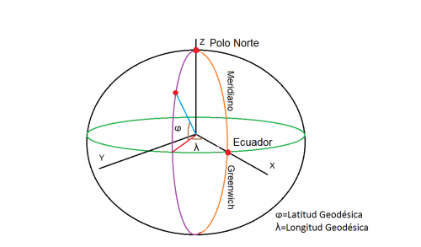 Z Polo Norte
Meridiano
φ
Ecuador
λ
Y
X
Greenwich
φ=Latitud Geodésica
λ=Longitud Geodésica